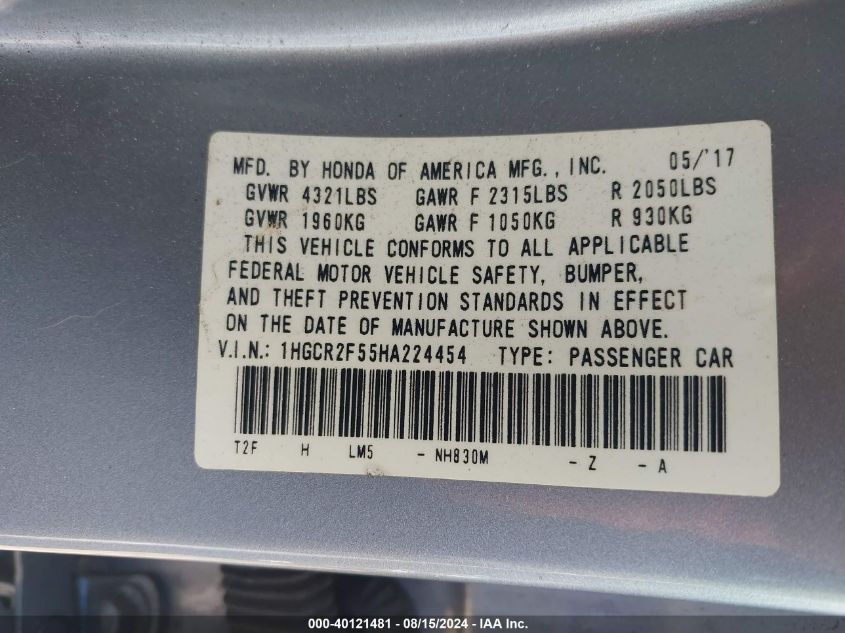 MFD. BY HONDA OF AMERICA MFG., INC. 05/'17
GVWR 4321LBS GAWR F 2315LBS R 2050LBS
GVWR 1960KG GAWR F 1050KG R 930KG
THIS VEHICLE CONFORMS TO ALL APPLICABLE
FEDERAL MOTOR VEHICLE SAFETY, BUMPER,
AND THEFT PREVENTION STANDARDS IN EFFECT
ON THE DATE OF MANUFACTURE SHOWN ABOVE.
V.I.N.: 1HGCR2F55HA224454 TYPE: PASSENGER CAR
T2F H LM5 - NH830M - Z - A
000-40121481 - 08/15/2024 - IAA Inc.